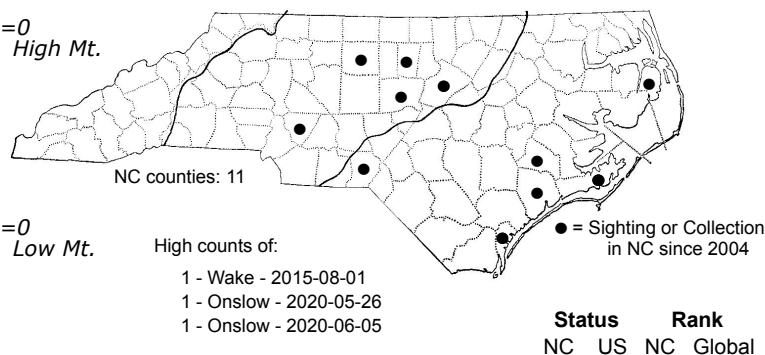 =0
High Mt.
NC counties: 11
=0
Low Mt.
High counts of:
1 - Wake - 2015-08-01
1 - Onslow - 2020-05-26
1 - Onslow - 2020-06-05
● = Sighting or Collection
in NC since 2004
Status Rank
NC US NC Global